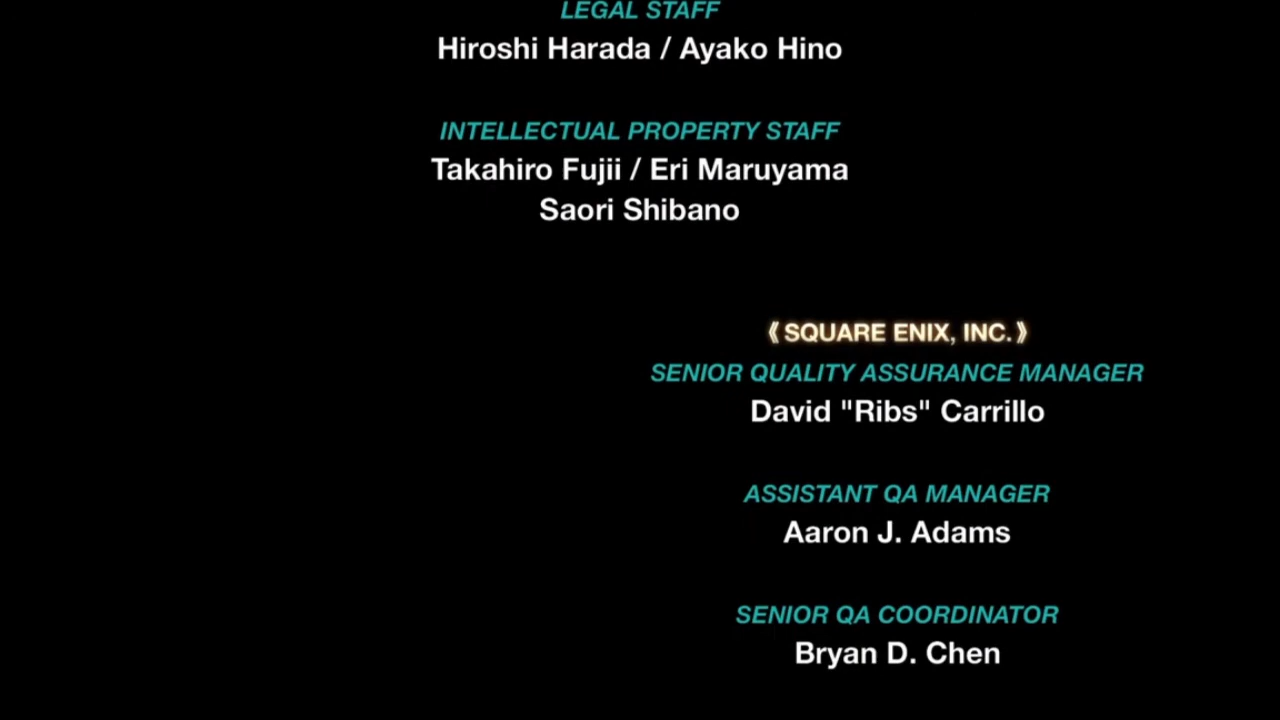 LEGAL STAFF
Hiroshi Harada / Ayako Hino
INTELLECTUAL PROPERTY STAFF
Takahiro Fujii / Eri Maruyama
Saori Shibano
《SQUARE ENIX, INC.》
SENIOR QUALITY ASSURANCE MANAGER
David "Ribs" Carrillo
ASSISTANT QA MANAGER
Aaron J. Adams
SENIOR QA COORDINATOR
Bryan D. Chen